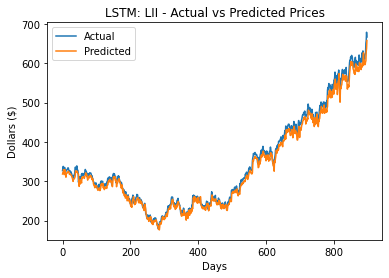 LSTM: LII - Actual vs Predicted Prices
Actual
Predicted
700
600
500
400
300
200
Dollars ($)
0 200 400 600 800
Days